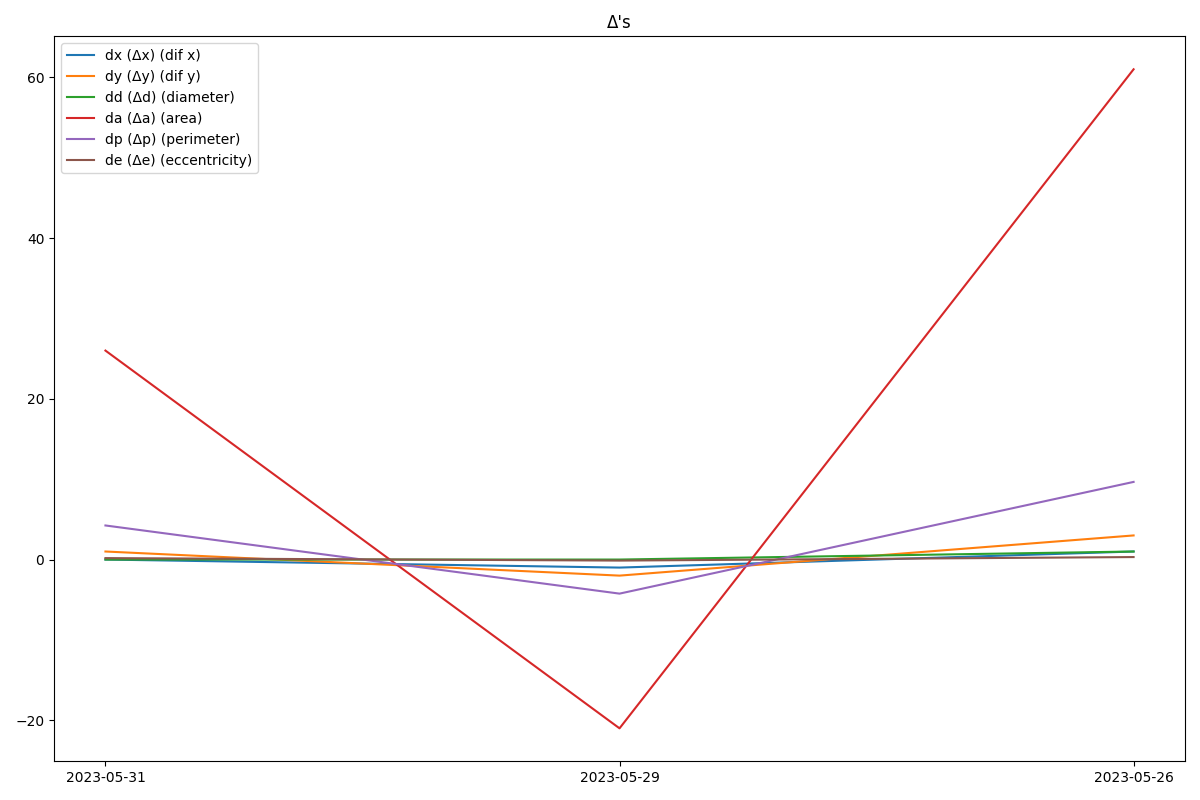 Δ's
dx (Δx) (dif x)
dy (Δy) (dif y)
dd (Δd) (diameter)
da (Δa) (area)
dp (Δp) (perimeter)
de (Δe) (eccentricity)
60
40
20
0
−20
2023-05-31
2023-05-29
2023-05-26